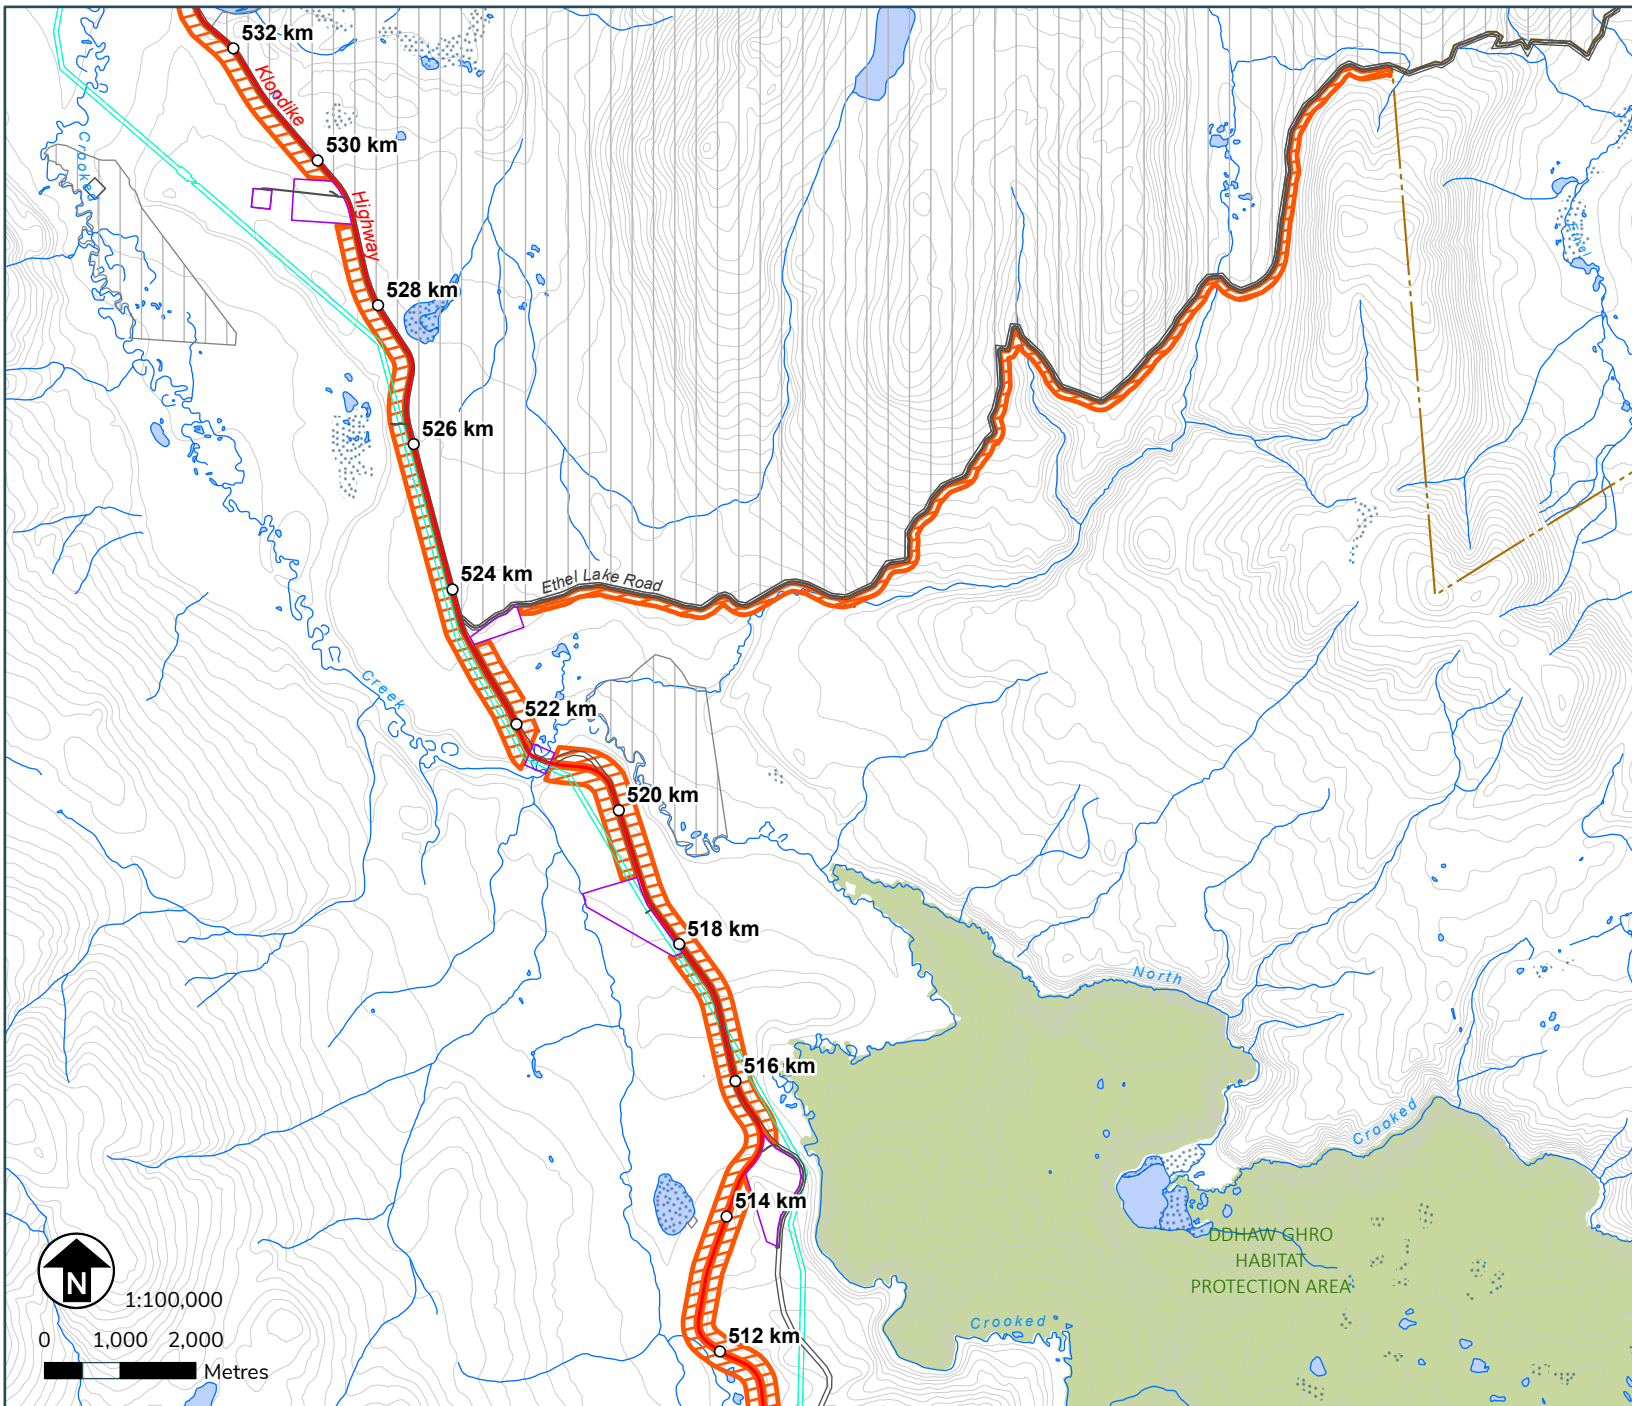 532 km
Klondike
530 km
Crooked
Highway
Ethel
528 km
526 km
524 km
Ethel Lake Road
Creek
522 km
520 km
518 km
North
516 km
Crooked
514 km
DDHAW GHRO
HABITAT
PROTECTION AREA
N
1:100,000
Crooked
0 1,000 2,000
Metres
512 km